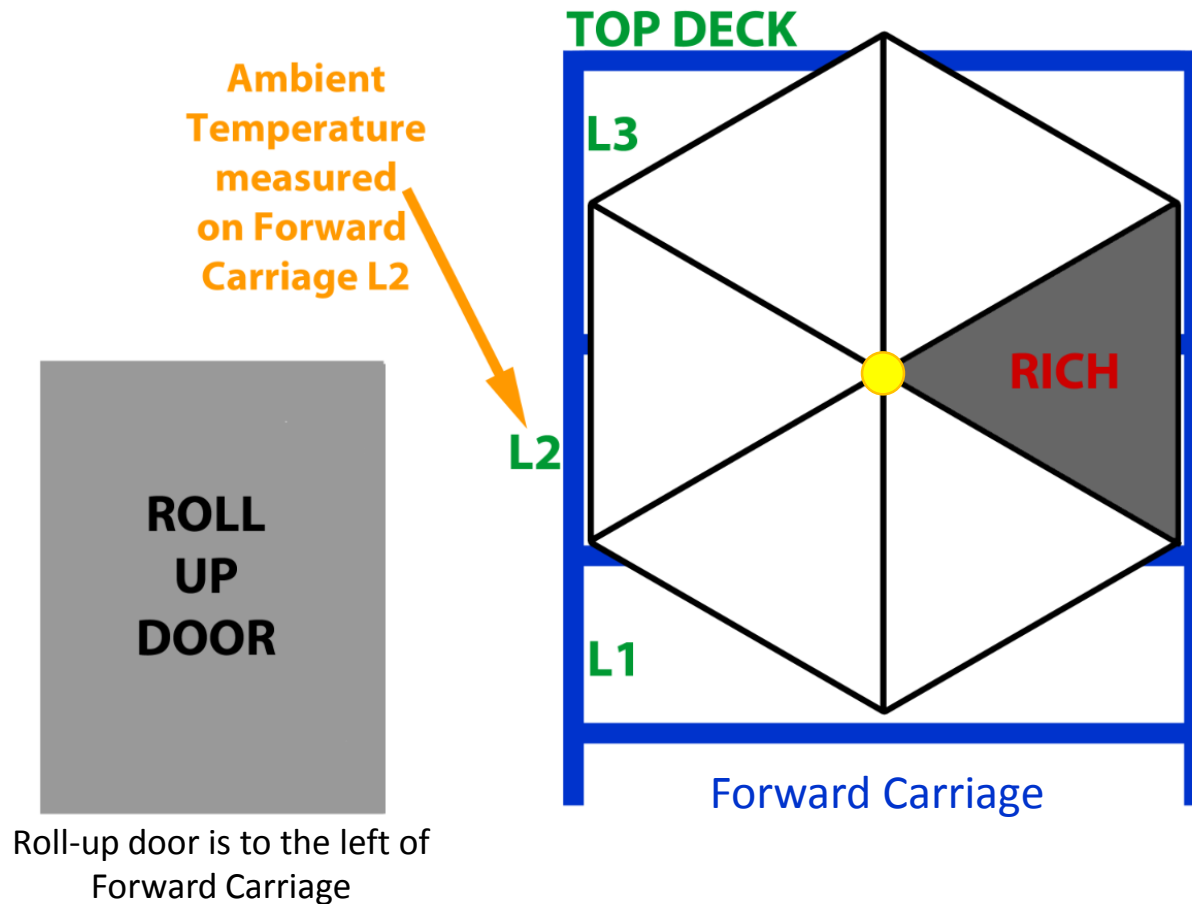 TOP DECK
Ambient
Temperature
measured
on Forward
Carriage L2
L3
RICH
L2
ROLL
UP
DOOR
L1
Forward Carriage
Roll-up door is to the left of
Forward Carriage